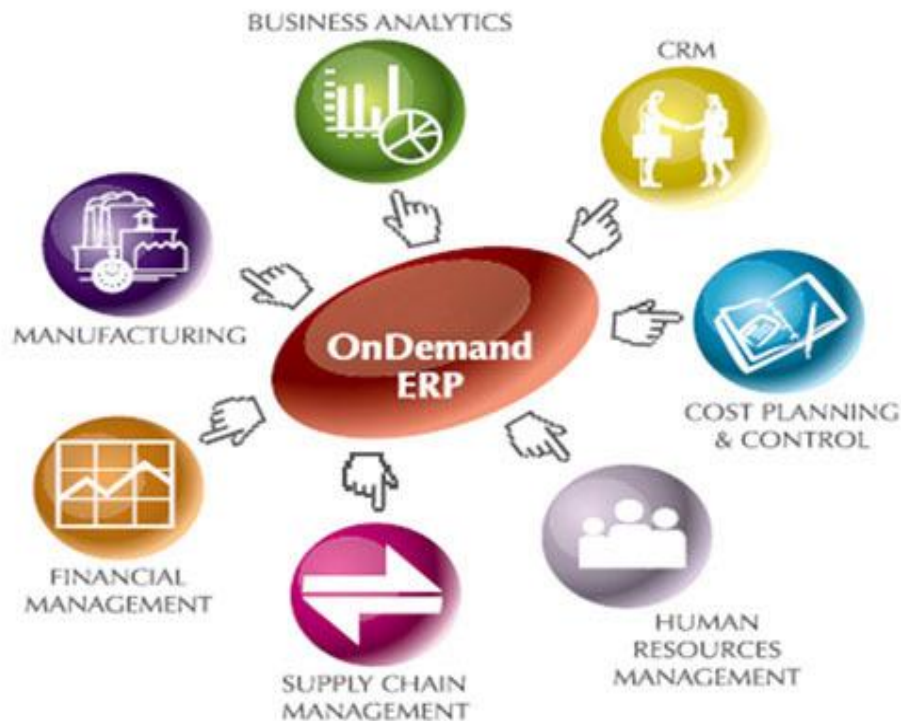 BUSINESS ANALYTICS
CRM
MANUFACTURING
OnDemand
ERP
COST PLANNING
& CONTROL
FINANCIAL
MANAGEMENT
HUMAN
RESOURCES
MANAGEMENT
SUPPLY CHAIN
MANAGEMENT